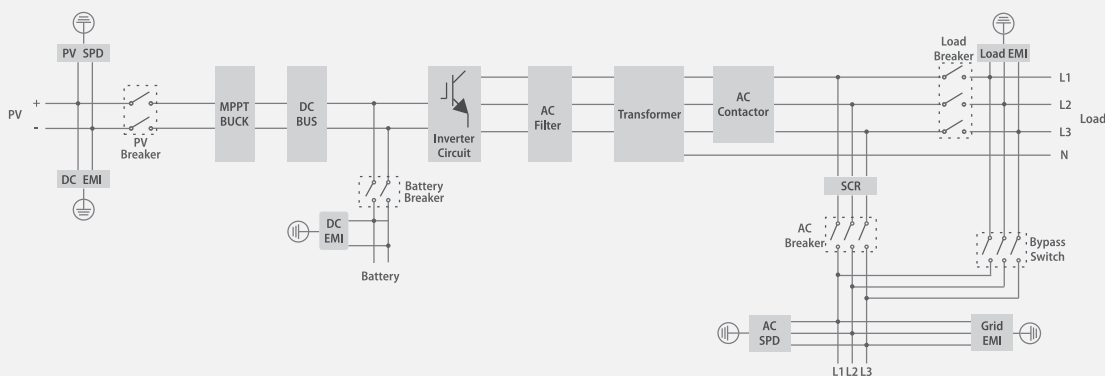 PV SPD
PV
+
-
PV
Breaker
DC EMI
MPPT
BUCK
DC
BUS
Battery
Breaker
DC
EMI
Battery
Inverter
Circuit
AC
Filter
Transformer
AC
Contactor
Load
Breaker
Load EMI
L1
L2
L3
Load
N
SCR
AC
Breaker
Bypass
Switch
AC
SPD
Grid
EMI
L1 L2 L3